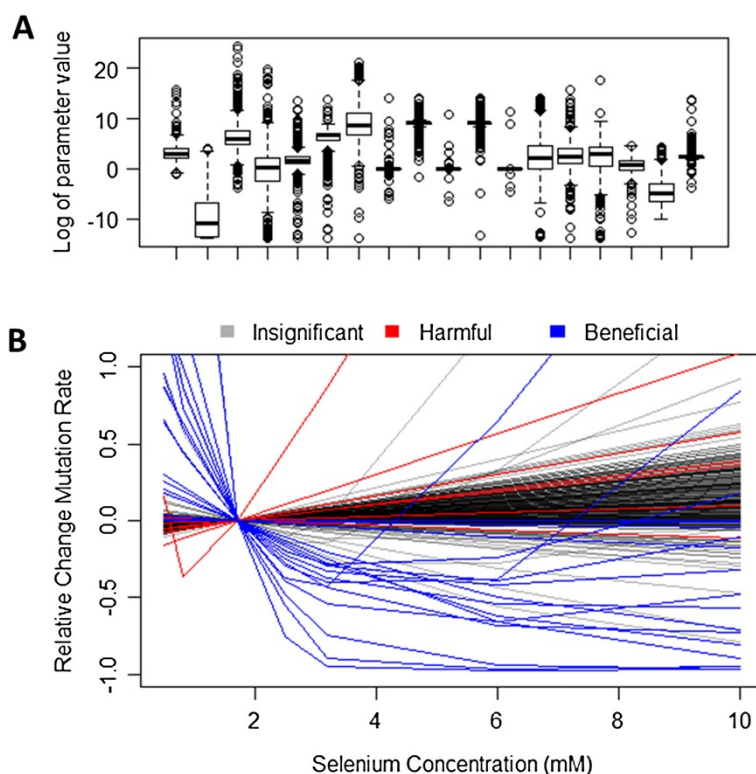 A
Log of parameter value
20
10
0
-10
Insignificant Harmful Beneficial
B
Relative Change Mutation Rate
1.0
0.5
0.0
-0.5
-1.0
2 4 6 8 10
Selenium Concentration (mM)